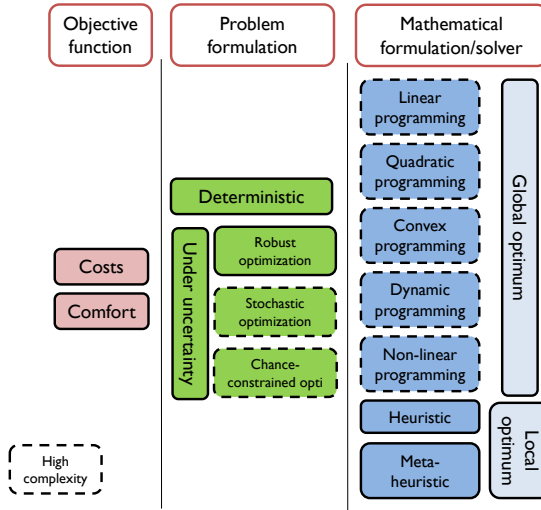 Objective
function
Problem
formulation
Mathematical
formulation/solver
Costs
Comfort
High
complexity
Deterministic
Under uncertainty
Robust
optimization
Stochastic
optimization
Chance-
constrained opti
Linear
programming
Quadratic
programming
Convex
programming
Dynamic
programming
Non-linear
programming
Heuristic
Meta-
heuristic
Global optimum
Local
optimum